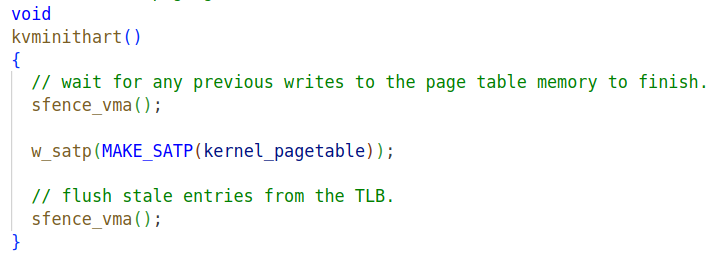 void
kvminithart()
{
// wait for any previous writes to the page table memory to finish.
sfence_vma();
w_satp(MAKE_SATP(kernel_pagetable));
// flush stale entries from the TLB.
sfence_vma();
}